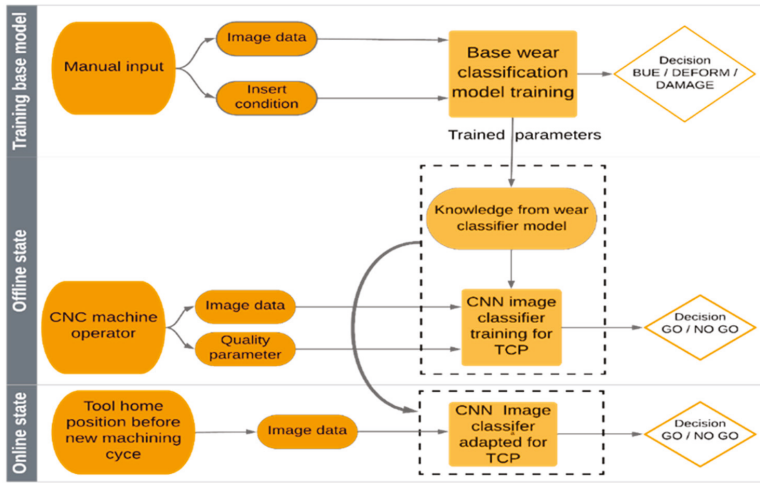 Training base model
Manual input
Image data
Insert
condition
Base wear
classification
model training
Decision
BUE / DEFORM /
DAMAGE
Trained parameters
Offline state
Knowledge from wear
classifier model
CNC machine
operator
Image data
Quality
parameter
CNN image
classifier
training for
TCP
Decision
GO / NO GO
Online state
Tool home
position before
new machining
cyce
Image data
CNN Image
classifer
adapted for
TCP
Decision
GO / NO GO